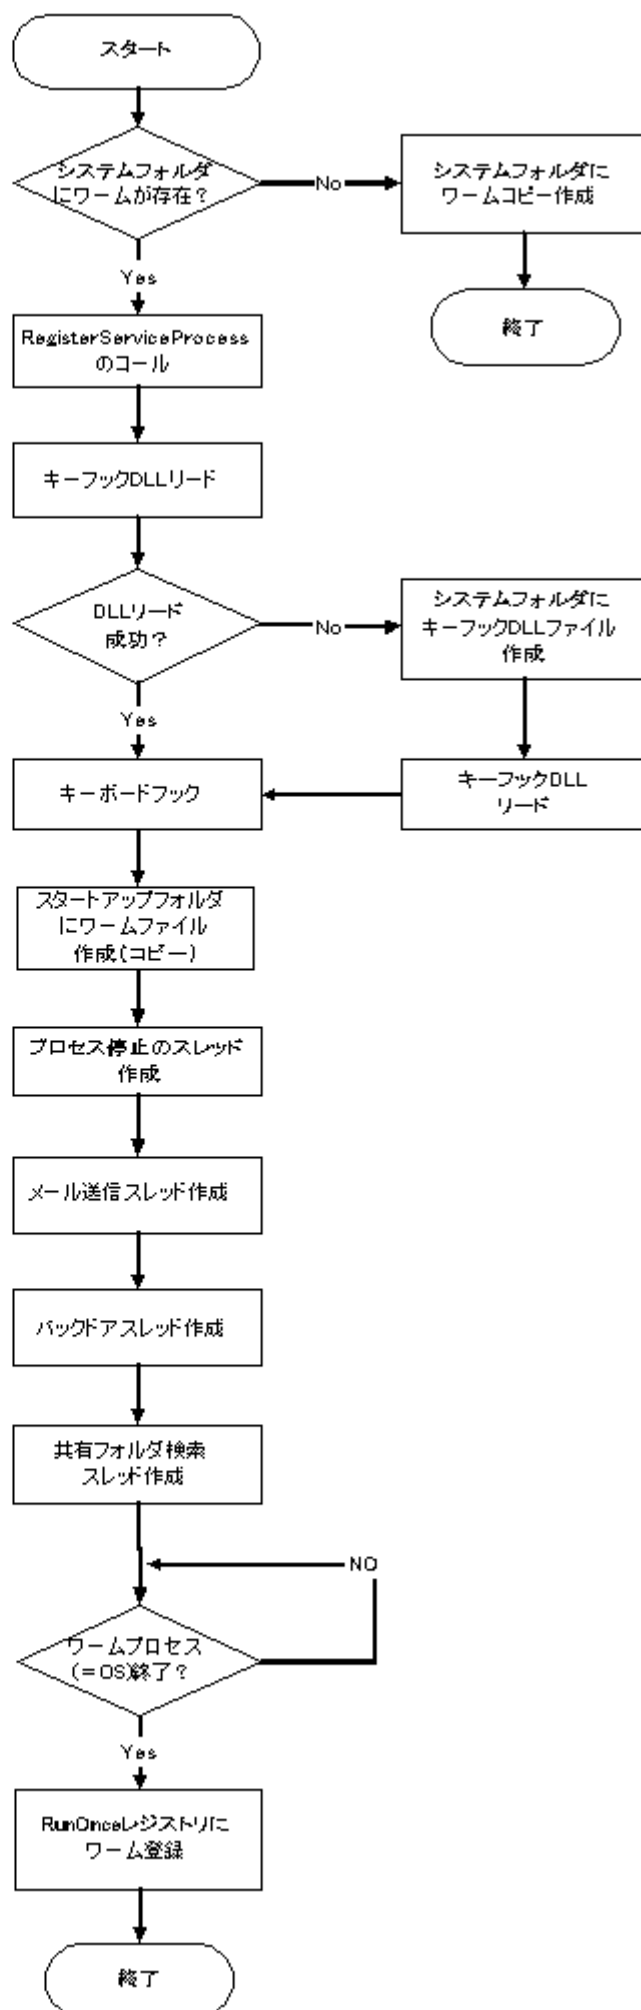 スタート
システムフォルダ
にワームが存在？
No
システムフォルダに
ワームコピー作成
Yes
終了
RegisterServiceProcess
のコール
キーフックDLLリード
DLLリード
成功？
No
システムフォルダに
キーフックDLLファイル
作成
Yes
キーボードフック
キーフックDLL
リード
スタートアップフォルダ
にワームファイル
作成(コピー)
プロセス停止のスレッド
作成
メール送信スレッド作成
バックドアスレッド作成
共有フォルダ検索
スレッド作成
NO
ワームプロセス
(=OS)終了？
Yes
RunOnceレジストリに
ワーム登録
終了